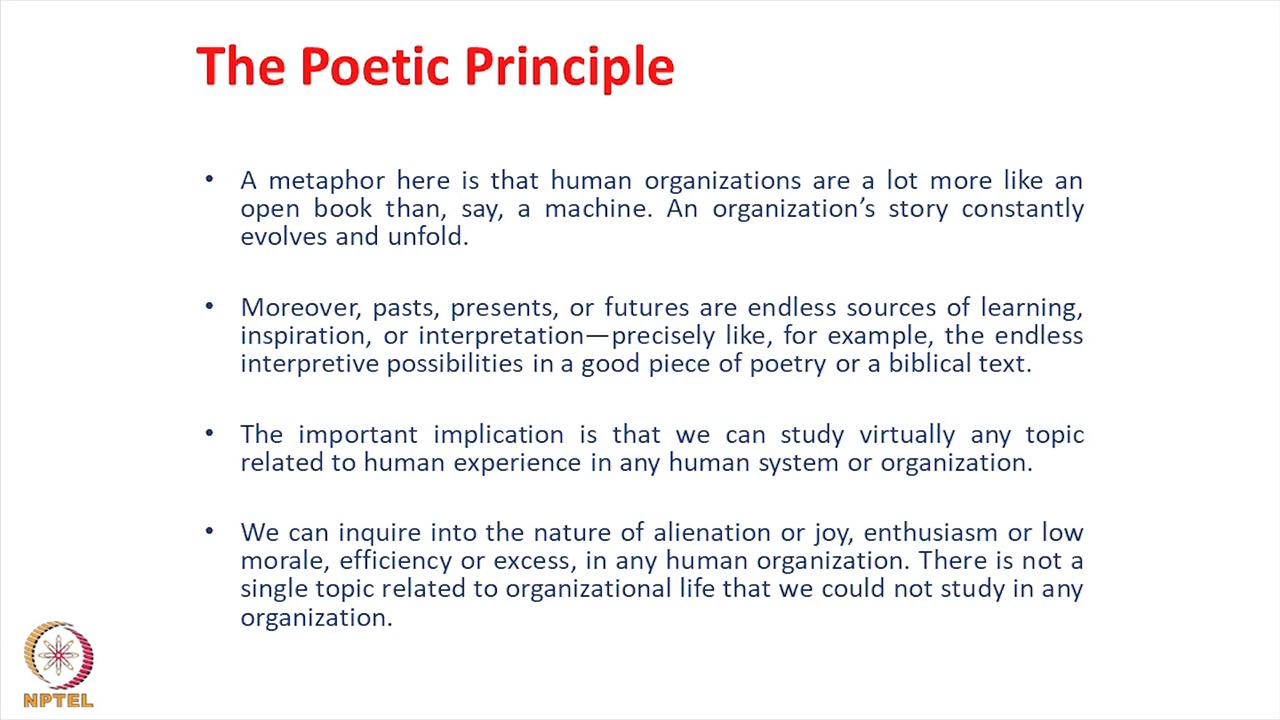 The Poetic Principle
• A metaphor here is that human organizations are a lot more like an
open book than, say, a machine. An organization’s story constantly
evolves and unfold.
• Moreover, pasts, presents, or futures are endless sources of learning,
inspiration, or interpretation—precisely like, for example, the endless
interpretive possibilities in a good piece of poetry or a biblical text.
• The important implication is that we can study virtually any topic
related to human experience in any human system or organization.
• We can inquire into the nature of alienation or joy, enthusiasm or low
morale, efficiency or excess, in any human organization. There is not a
single topic related to organizational life that we could not study in any
organization.
NPTEL